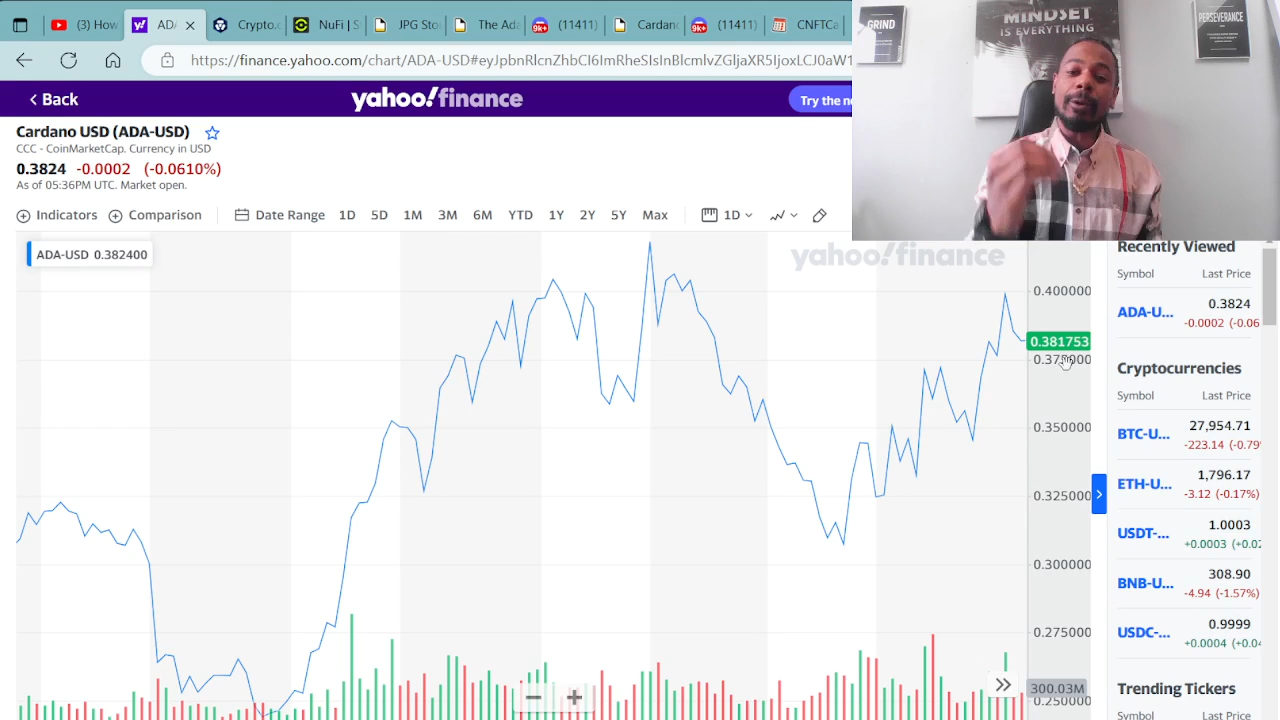 (3) How
ADA
Crypto.c
NuFi | S
JPG Sto
The Ada
(11411)
Cardan
(11411)
CNFTCa
https://finance.yahoo.com/chart/ADA-USD#eyJpbnRlcnZhbCI6ImRheSIsInBlcmlvZGljaXR5IjoxLCJ0aW1
GRIND
MINDSET
IS EVERYTHING
PERSEVERANCE
Back
yahoo!finance
Try the ne
Cardano USD (ADA-USD)
CCC - CoinMarketCap. Currency in USD
0.3824 -0.0002 (-0.0610%)
As of 05:36PM UTC. Market open.
Indicators Comparison Date Range 1D 5D 1M 3M 6M YTD 1Y 2Y 5Y Max 1D
ADA-USD 0.382400
yahoo!finance
0.400000
0.381753
0.375000
0.350000
0.325000
0.300000
0.275000
300.03M
0.250000
Recently Viewed
Symbol Last Price
ADA-U... 0.3824
-0.0002 (-0.06
Cryptocurrencies
Symbol Last Price
BTC-U... 27,954.71
-223.14 (-0.79
ETH-U... 1,796.17
-3.12 (-0.17%)
USDT-... 1.0003
+0.0003 (+0.02
BNB-U... 308.90
-4.94 (-1.57%)
USDC-... 0.9999
+0.0004 (+0.04
Trending Tickers
Symbol Last Price